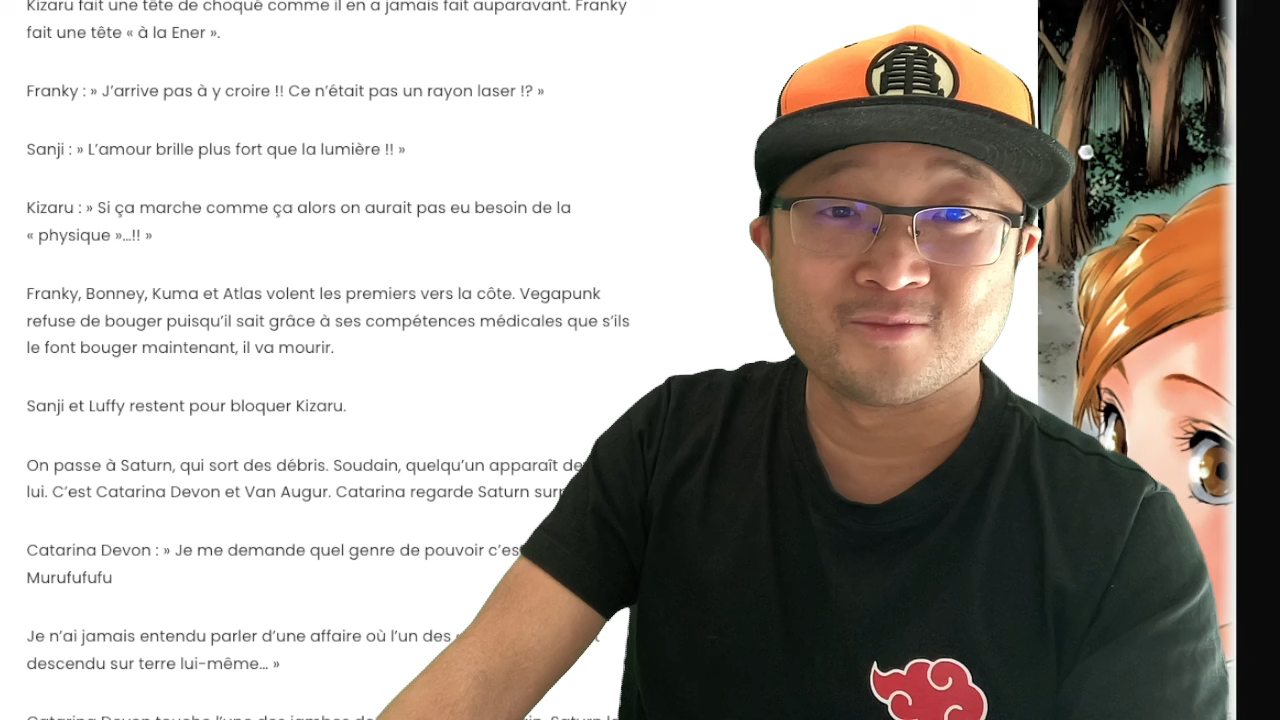 Kizaru fait une tête de choqué comme il en a jamais fait auparavant. Franky
fait une tête « à la Ener ».
Franky : » J’arrive pas à y croire !! Ce n’était pas un rayon laser !? »
Sanji : » L’amour brille plus fort que la lumière !! »
Kizaru : » Si ça marche comme ça alors on aurait pas eu besoin de la
« physique »…!! »
Franky, Bonney, Kuma et Atlas volent les premiers vers la côte. Vegapunk
refuse de bouger puisqu’il sait grâce à ses compétences médicales que s’ils
le font bouger maintenant, il va mourir.
Sanji et Luffy restent pour bloquer Kizaru.
On passe à Saturn, qui sort des débris. Soudain, quelqu’un apparaît
lui. C’est Catarina Devon et Van Augur. Catarina regarde Saturn
Catarina Devon : » Je me demande quel genre de pouvoir
Murufufufu
Je n’ai jamais entendu parler d’une affaire où l’un des
descendu sur terre lui-même… »
Catarina Devon touche l’une des jambes
亀